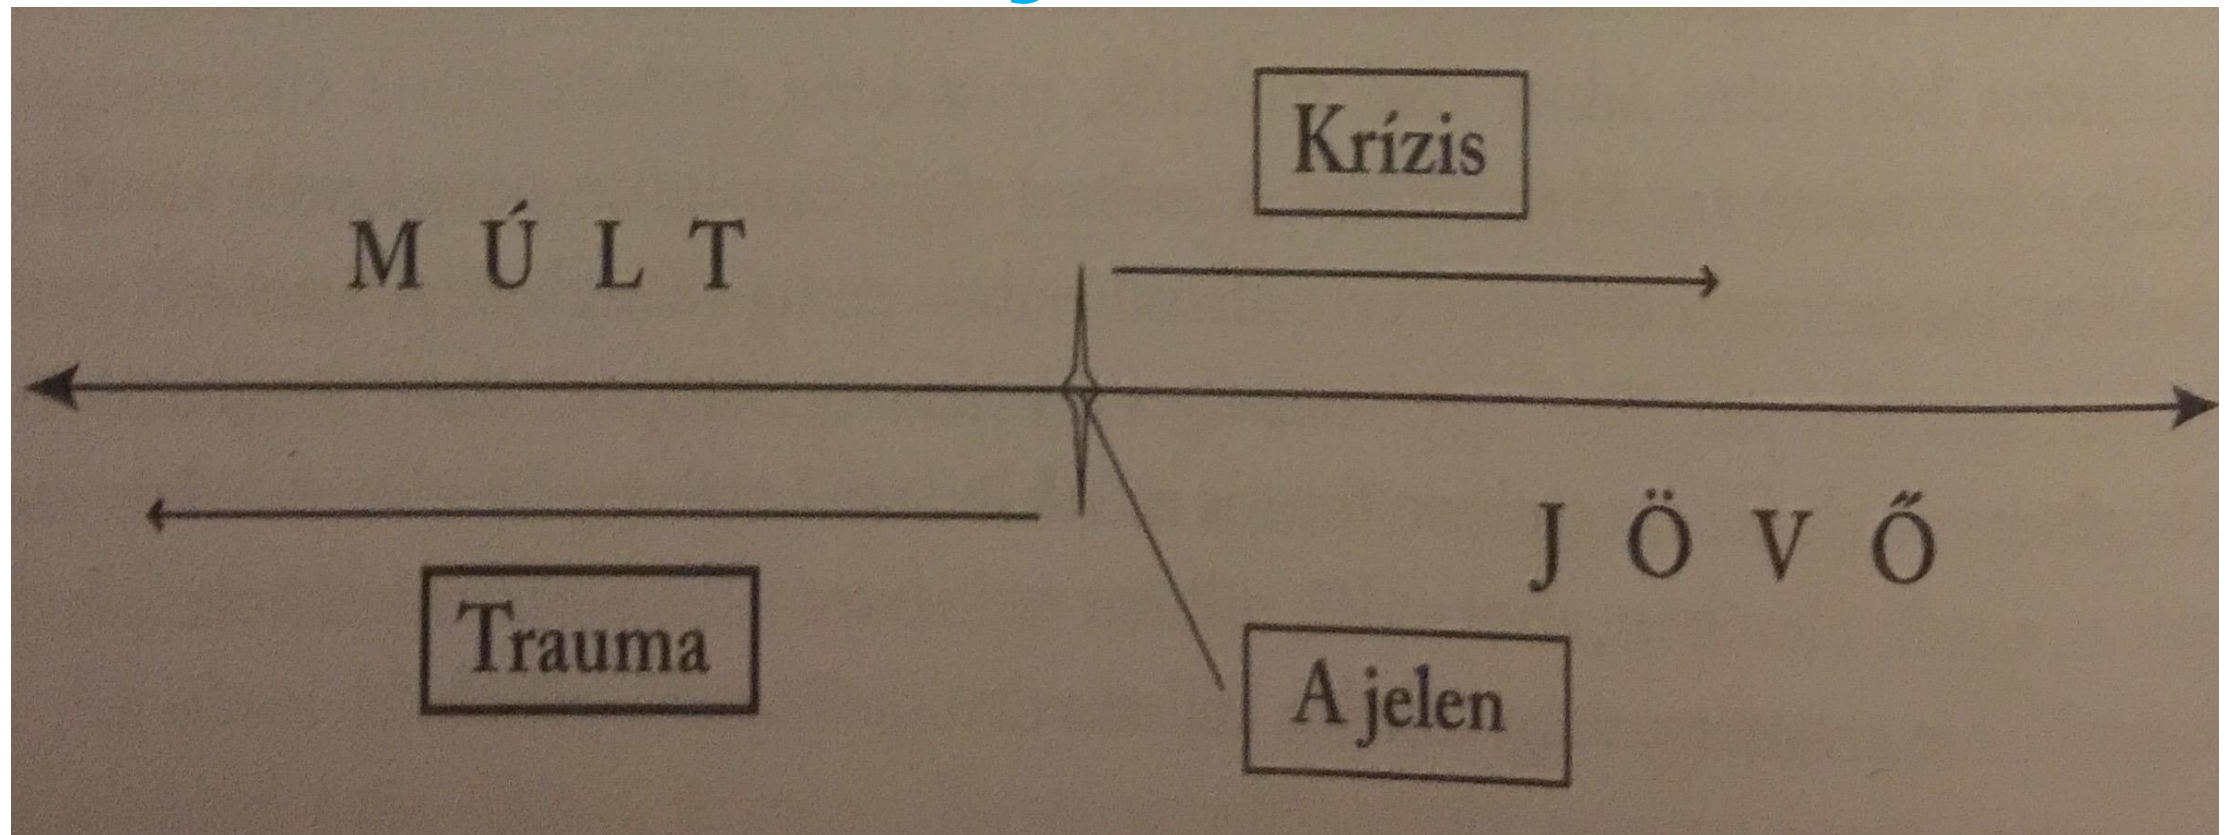 Krízis
M Ú L T
J Ö V Ő
Trauma
A jelen